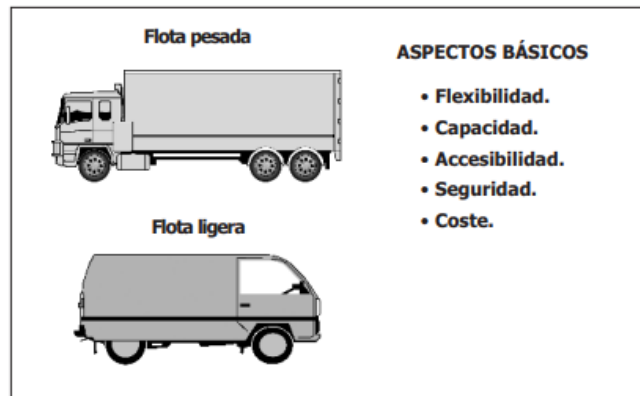 Flota pesada
ASPECTOS BÁSICOS
• Flexibilidad.
• Capacidad.
• Accesibilidad.
• Seguridad.
• Coste.
Flota ligera